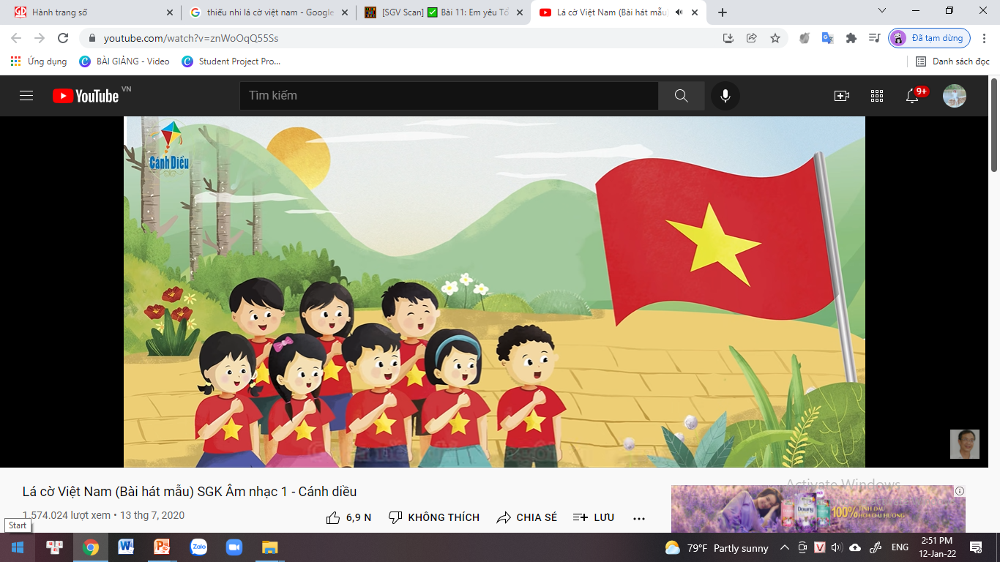 Hành trang số
thiếu nhi lá cờ việt nam - Google
[SGV Scan] ✅ Bài 11: Em yêu Tổ
Lá cờ Việt Nam (Bài hát mẫu)
youtube.com/watch?v=znWoOqQ55Ss
Đã tạm dừng
Ứng dụng
BÀI GIẢNG - Video
Student Project Pro...
Danh sách đọc
YouTube VN
Tìm kiếm
9+
Cánh Diều
Lá cờ Việt Nam (Bài hát mẫu) SGK Âm nhạc 1 - Cánh diều
Activate Windows
1.574.024 lượt xem • 13 thg 7, 2020
6,9 N
KHÔNG THÍCH
CHIA SẺ
LƯU
Downy
100% TINH DẦU
HOA OẢI HƯƠNG
Start
Zalo
79°F Partly sunny
ENG
2:51 PM
12-Jan-22